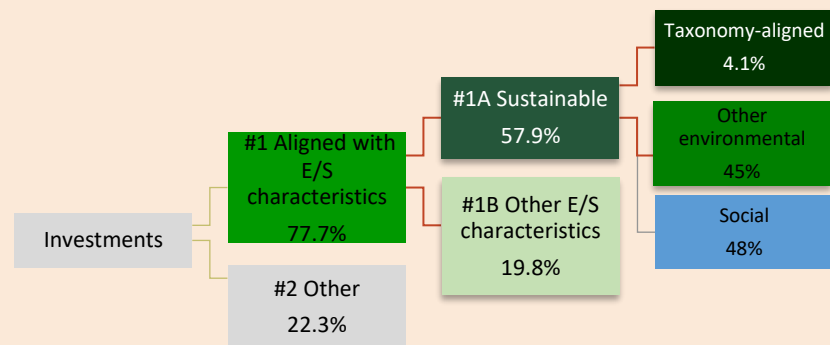 Investments
#1 Aligned with
E/S
characteristics
77.7%
#2 Other
22.3%
#1A Sustainable
57.9%
#1B Other E/S
characteristics
19.8%
Taxonomy-aligned
4.1%
Other
environmental
45%
Social
48%